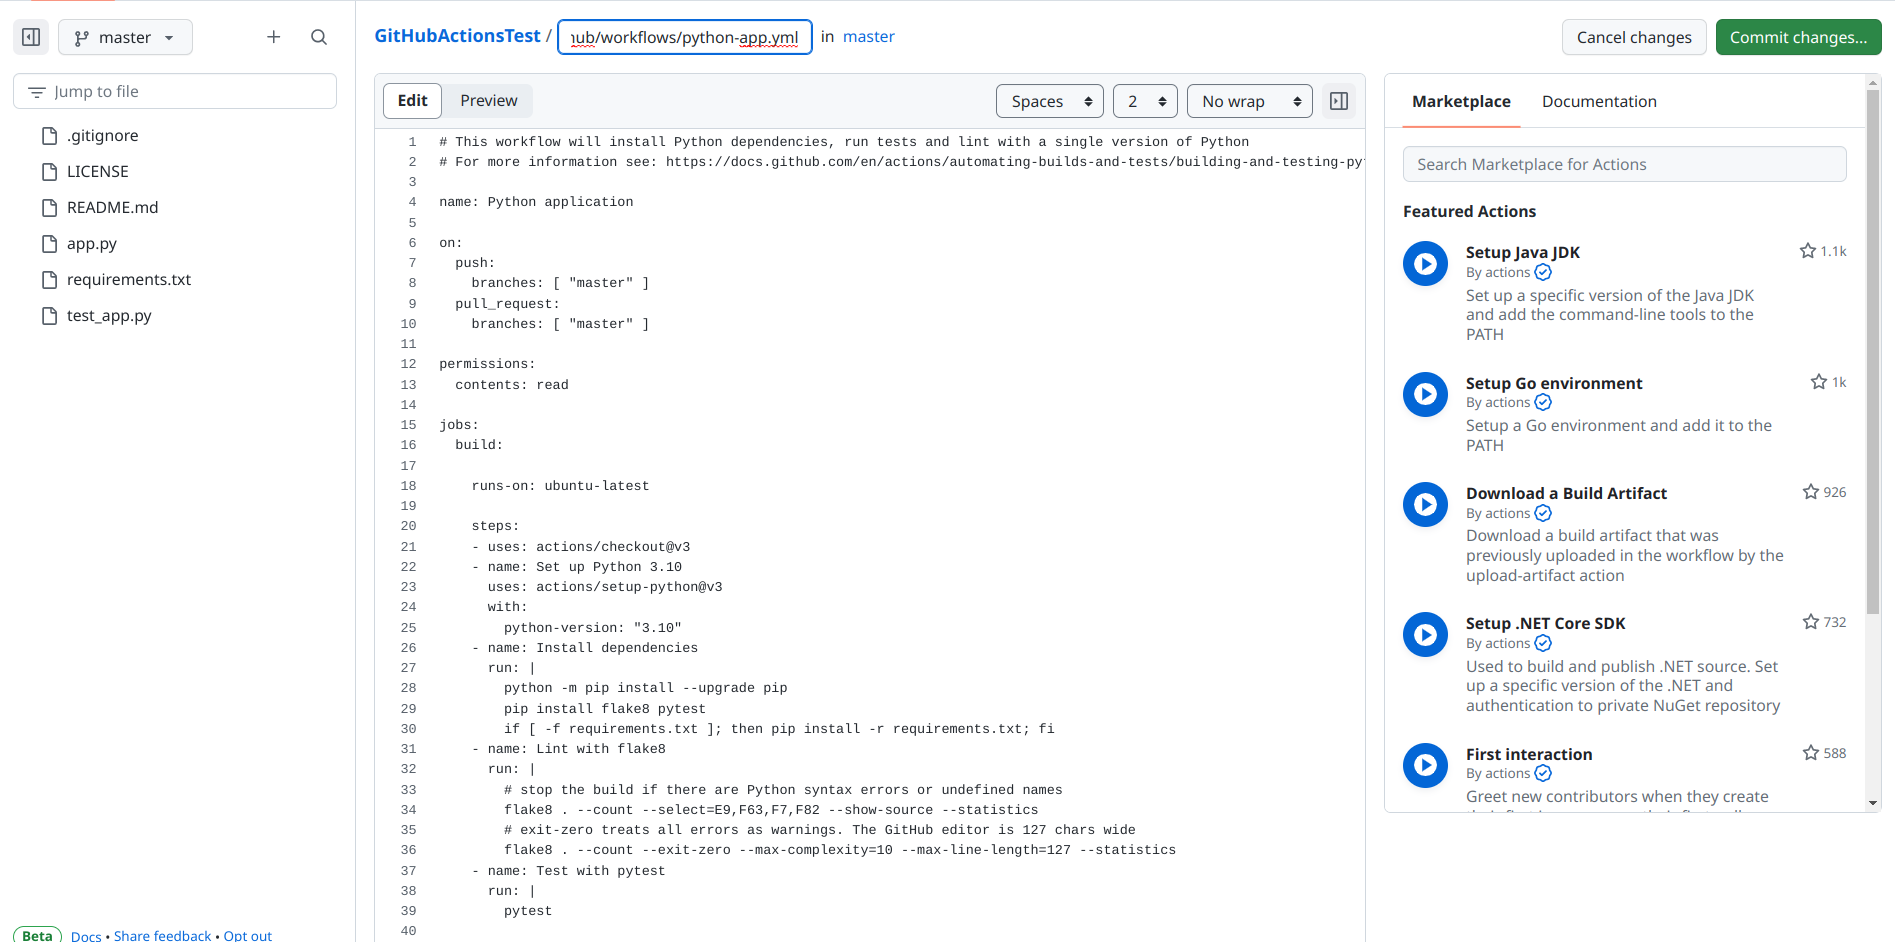 master
Jump to file
.gitignore
LICENSE
README.md
app.py
requirements.txt
test_app.py
Beta Docs • Share feedback • Opt out
GitHubActionsTest / ub/workflows/python-app.yml in master
Cancel changes
Commit changes...
Edit Preview
Spaces 2 No wrap
1 # This workflow will install Python dependencies, run tests and lint with a single version of Python
2 # For more information see: https://docs.github.com/en/actions/automating-builds-and-tests/building-and-testing-py
3
4 name: Python application
5
6 on:
7   push:
8     branches: [ "master" ]
9   pull_request:
10     branches: [ "master" ]
11
12 permissions:
13   contents: read
14
15 jobs:
16   build:
17
18     runs-on: ubuntu-latest
19
20     steps:
21     - uses: actions/checkout@v3
22     - name: Set up Python 3.10
23       uses: actions/setup-python@v3
24       with:
25         python-version: "3.10"
26     - name: Install dependencies
27       run: |
28         python -m pip install --upgrade pip
29         pip install flake8 pytest
30         if [ -f requirements.txt ]; then pip install -r requirements.txt; fi
31     - name: Lint with flake8
32       run: |
33         # stop the build if there are Python syntax errors or undefined names
34         flake8 . --count --select=E9,F63,F7,F82 --show-source --statistics
35         # exit-zero treats all errors as warnings. The GitHub editor is 127 chars wide
36         flake8 . --count --exit-zero --max-complexity=10 --max-line-length=127 --statistics
37     - name: Test with pytest
38       run: |
39         pytest
40
Marketplace Documentation
Search Marketplace for Actions
Featured Actions
Setup Java JDK 1.1k
By actions
Set up a specific version of the Java JDK
and add the command-line tools to the
PATH
Setup Go environment 1k
By actions
Setup a Go environment and add it to the
PATH
Download a Build Artifact 926
By actions
Download a build artifact that was
previously uploaded in the workflow by the
upload-artifact action
Setup .NET Core SDK 732
By actions
Used to build and publish .NET source. Set
up a specific version of the .NET and
authentication to private NuGet repository
First interaction 588
By actions
Greet new contributors when they create